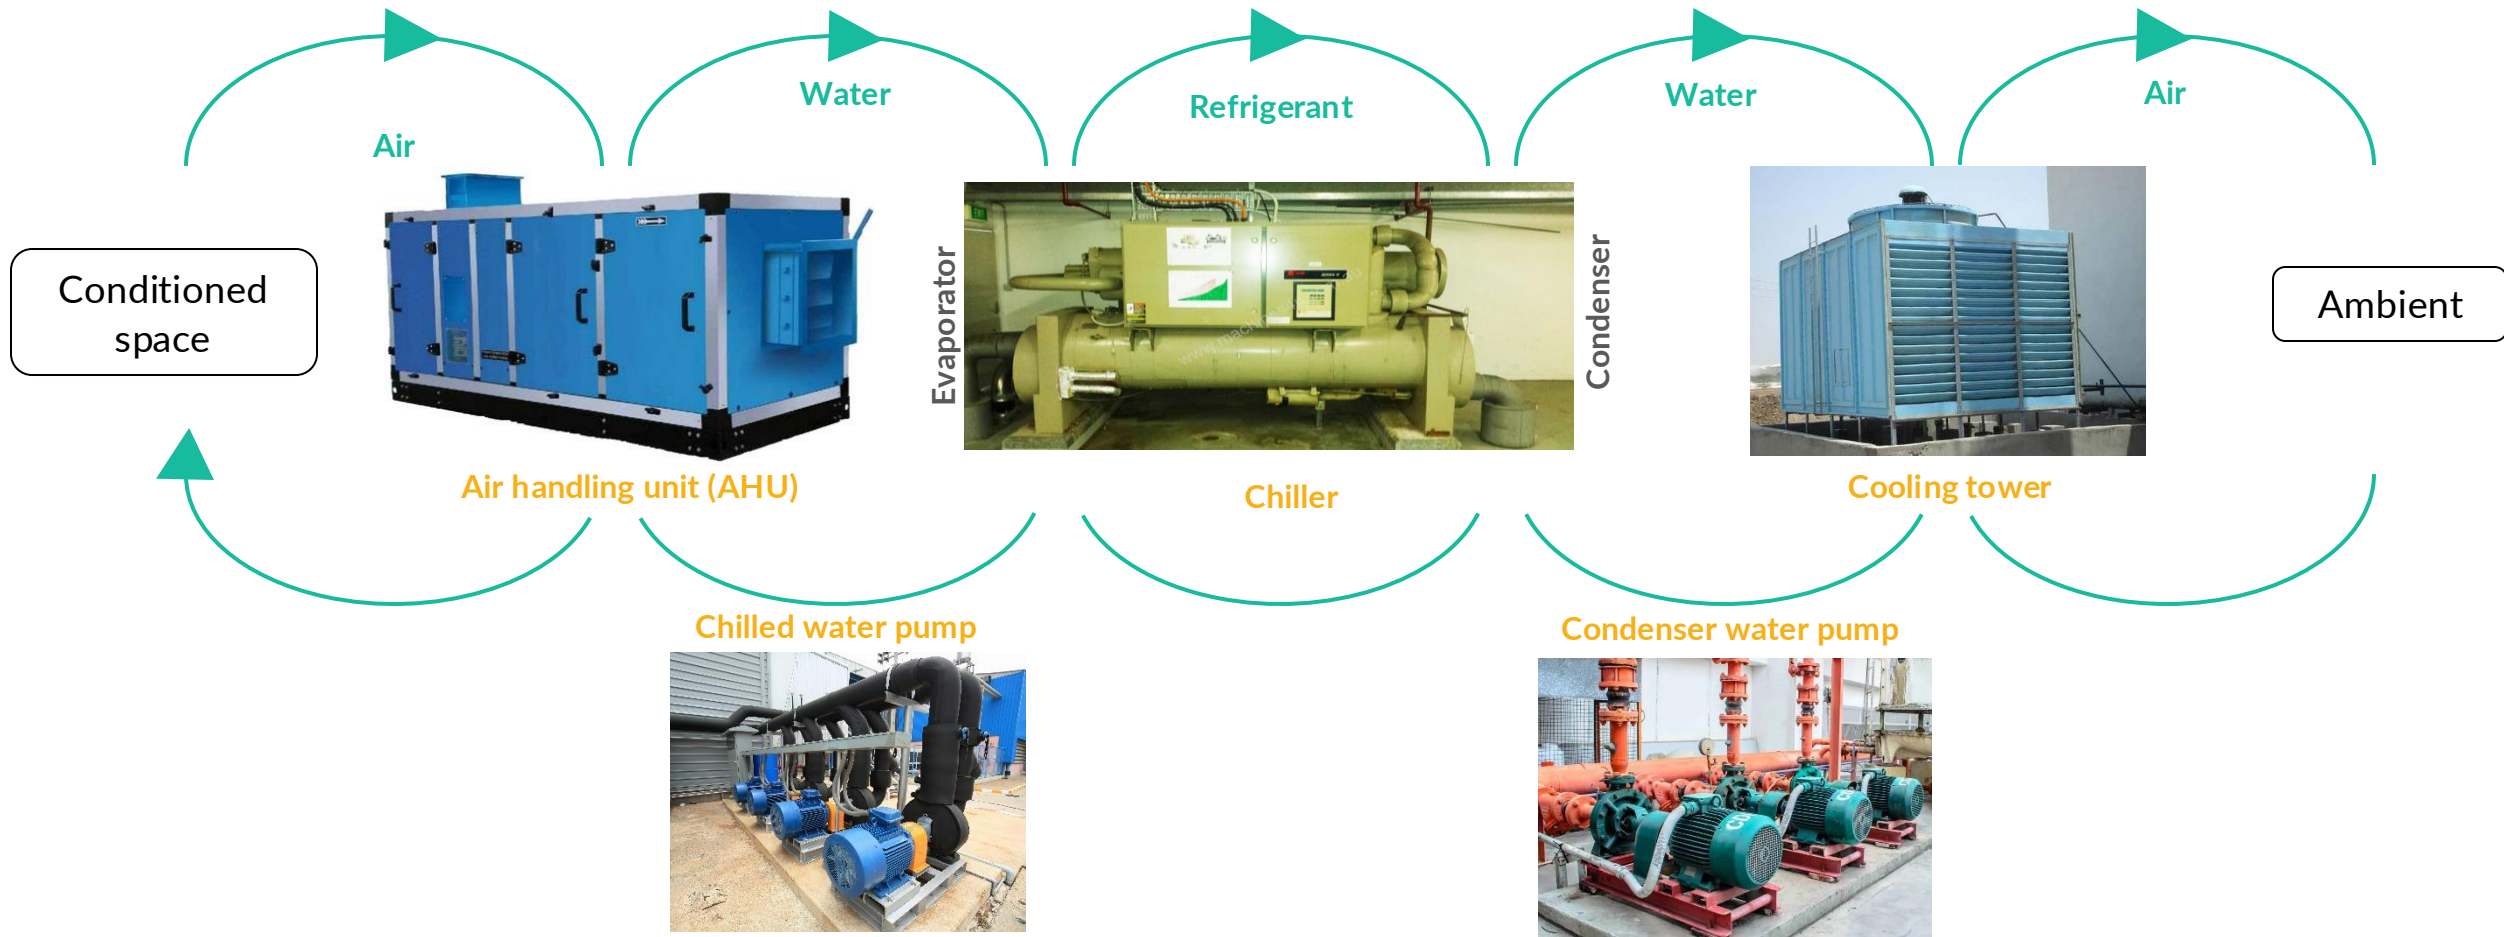 Water
Water
Air
Refrigerant
Air
Conditioned
space
Evaporator
Condenser
Ambient
Air handling unit (AHU)
Chiller
Cooling tower
Chilled water pump
Condenser water pump